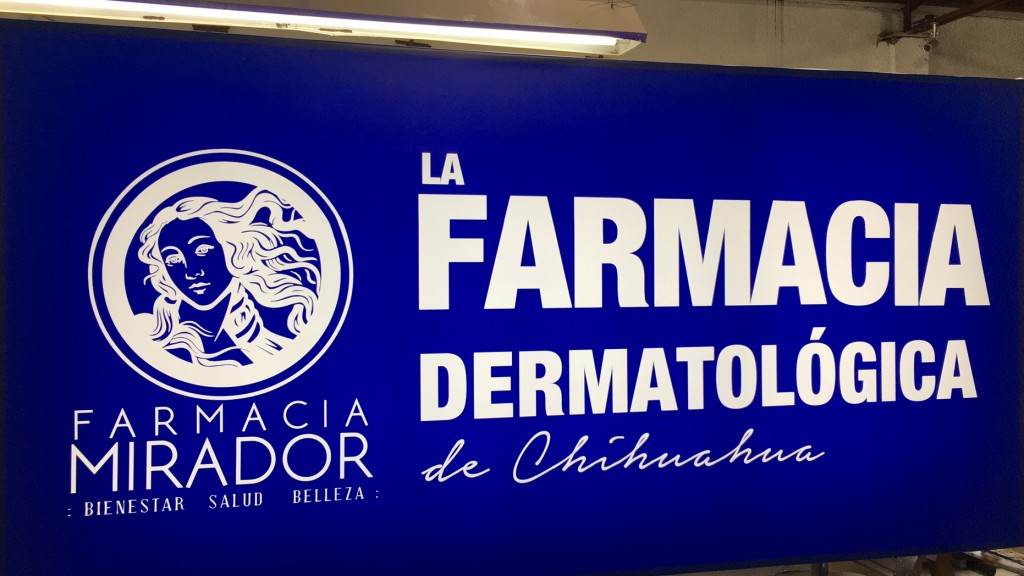 FARMACIA
MIRADOR
: BIENESTAR SALUD BELLEZA :
LA
FARMACIA
DERMATOLÓGICA
de Chihuahua